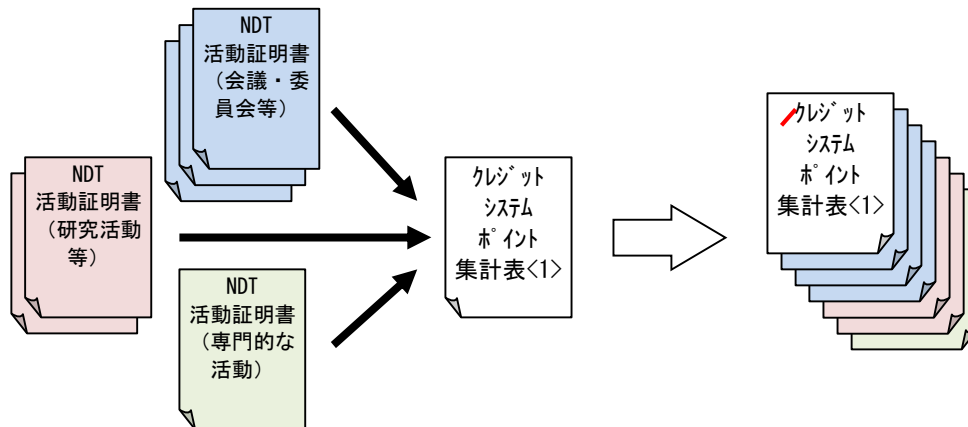 NDT
活動証明書
（会議・委
員会等）
NDT
活動証明書
（研究活動
等）
NDT
活動証明書
（専門的な
活動）
ｸﾚｼﾞｯﾄ
ｼｽﾃﾑ
ﾎﾟｲﾝﾄ
集計表<1>
ｸﾚｼﾞｯﾄ
ｼｽﾃﾑ
ﾎﾟｲﾝﾄ
集計表<1>